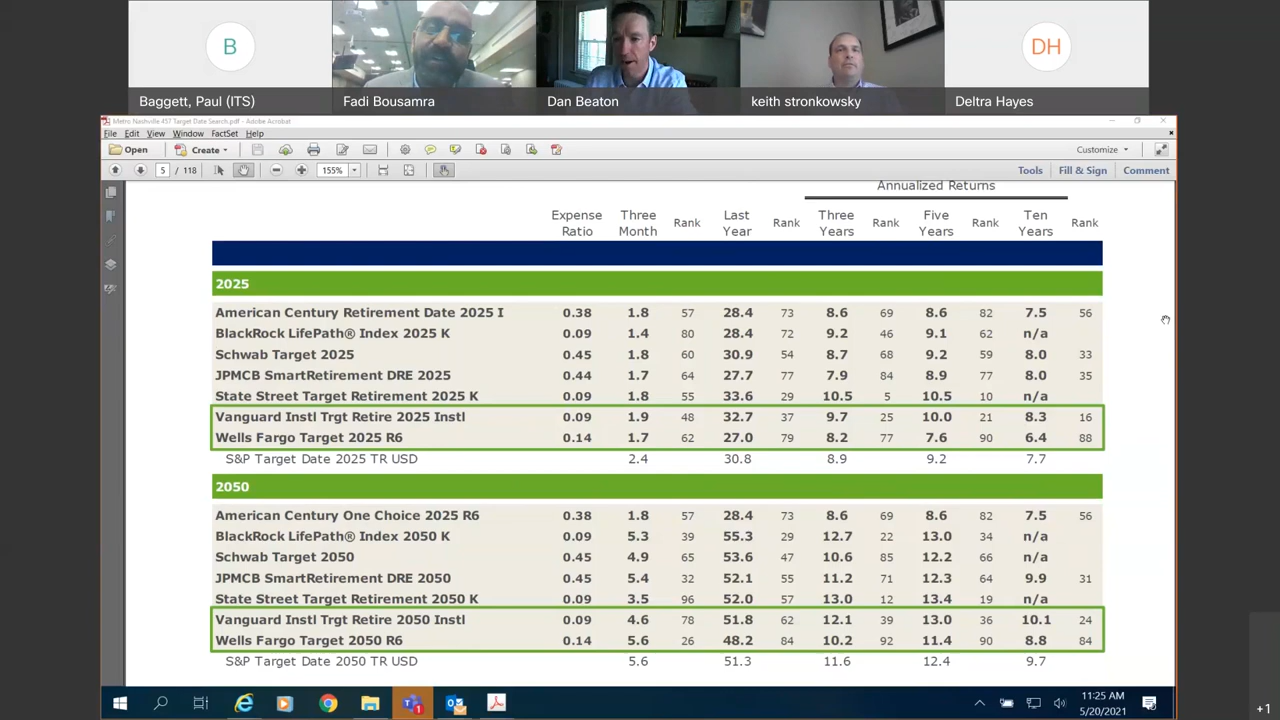 B
DH
Baggett, Paul (ITS)
Fadi Bousamra
Dan Beaton
keith stronkowsky
Deltra Hayes
Metro Nashville 457 Target Date Search.pdf - Adobe Acrobat
File Edit View Window FactSet Help
Open Create Customize
5 / 118 155% Tools Fill & Sign Comment
Annualized Returns
Expense Ratio Three Month Rank Last Year Rank Three Years Rank Five Years Rank Ten Years Rank
2025
American Century Retirement Date 2025 I 0.38 1.8 57 28.4 73 8.6 69 8.6 82 7.5 56
BlackRock LifePath® Index 2025 K 0.09 1.4 80 28.4 72 9.2 46 9.1 62 n/a
Schwab Target 2025 0.45 1.8 60 30.9 54 8.7 68 9.2 59 8.0 33
JPMCB SmartRetirement DRE 2025 0.44 1.7 64 27.7 77 7.9 84 8.9 77 8.0 35
State Street Target Retirement 2025 K 0.09 1.8 55 33.6 29 10.5 5 10.5 10 n/a
Vanguard Instl Trgt Retire 2025 Instl 0.09 1.9 48 32.7 37 9.7 25 10.0 21 8.3 16
Wells Fargo Target 2025 R6 0.14 1.7 62 27.0 79 8.2 77 7.6 90 6.4 88
S&P Target Date 2025 TR USD 2.4 30.8 8.9 9.2 7.7
2050
American Century One Choice 2025 R6 0.38 1.8 57 28.4 73 8.6 69 8.6 82 7.5 56
BlackRock LifePath® Index 2050 K 0.09 5.3 39 55.3 29 12.7 22 13.0 34 n/a
Schwab Target 2050 0.45 4.9 65 53.6 47 10.6 85 12.2 66 n/a
JPMCB SmartRetirement DRE 2050 0.45 5.4 32 52.1 55 11.2 71 12.3 64 9.9 31
State Street Target Retirement 2050 K 0.09 3.5 96 52.0 57 13.0 12 13.4 19 n/a
Vanguard Instl Trgt Retire 2050 Instl 0.09 4.6 78 51.8 62 12.1 39 13.0 36 10.1 24
Wells Fargo Target 2050 R6 0.14 5.6 26 48.2 84 10.2 92 11.4 90 8.8 84
S&P Target Date 2050 TR USD 5.6 51.3 11.6 12.4 9.7
11:25 AM
5/20/2021
+1